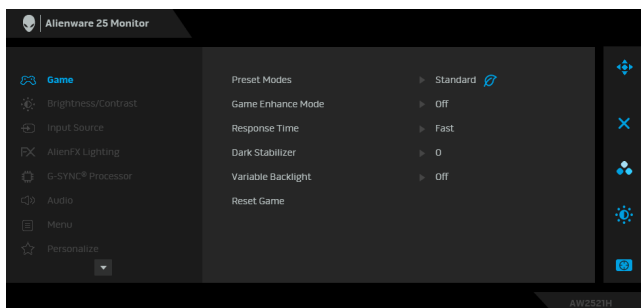 Alienware 25 Monitor
Game
Brightness/Contrast
Input Source
AlienFX Lighting
G-SYNC® Processor
Audio
Menu
Personalize
Preset Modes Standard
Game Enhance Mode Off
Response Time Fast
Dark Stabilizer 0
Variable Backlight Off
Reset Game
AW2521H